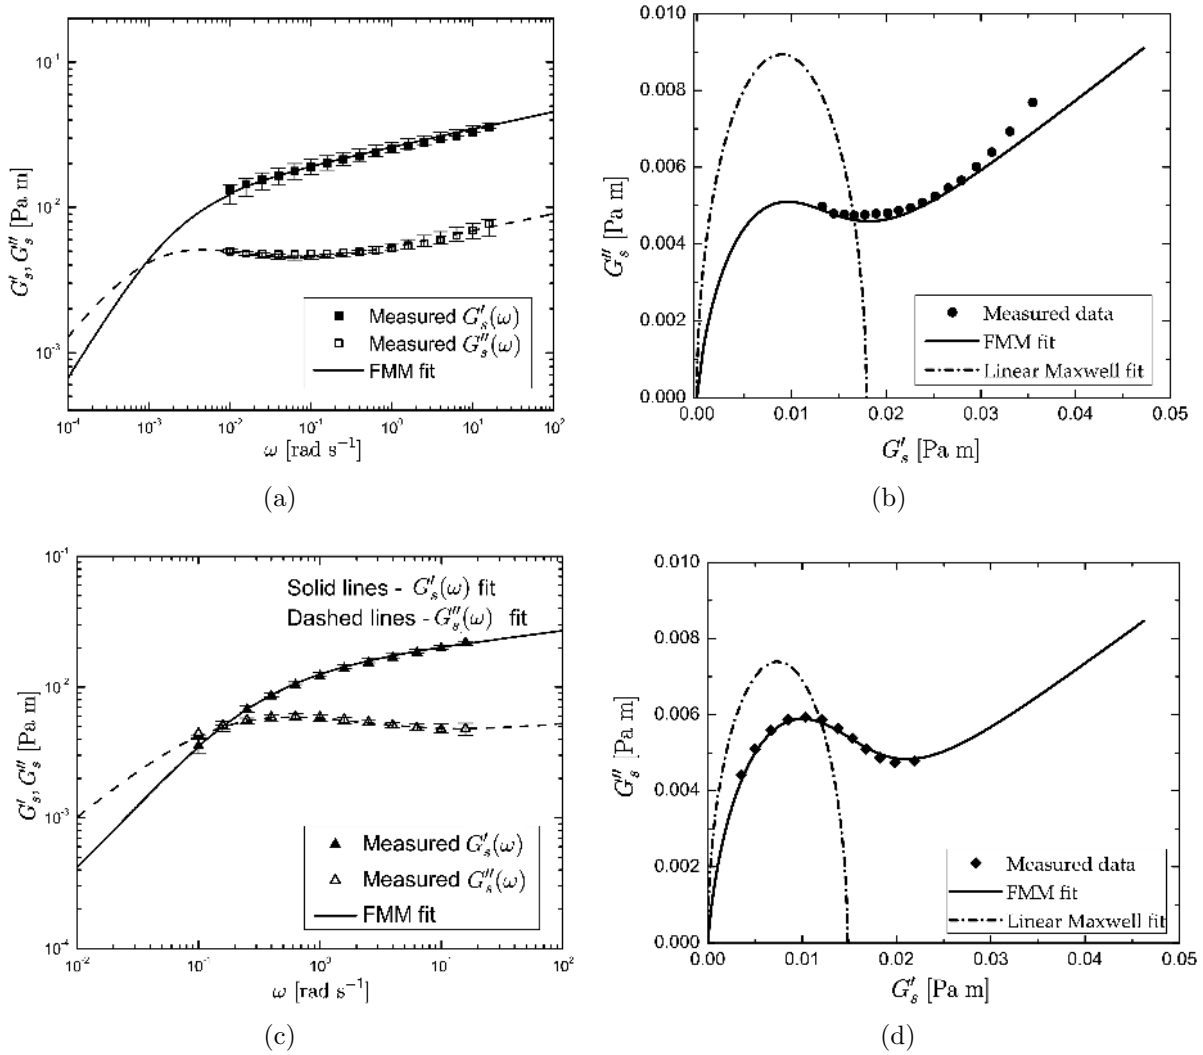 10⁻¹
10⁻²
10⁻³
G′ₛ, G″ₛ [Pa m]
Measured G′ₛ(ω)
Measured G″ₛ(ω)
FMM fit
10⁻⁴ 10⁻³ 10⁻² 10⁻¹ 10⁰ 10¹ 10²
ω [rad s⁻¹]
(a)
0.010
0.008
0.006
0.004
0.002
0.000
G″ₛ [Pa m]
Measured data
FMM fit
Linear Maxwell fit
0.00 0.01 0.02 0.03 0.04 0.05
G′ₛ [Pa m]
(b)
10⁻¹
10⁻²
10⁻³
10⁻⁴
G′ₛ, G″ₛ [Pa m]
Solid lines - G′ₛ(ω) fit
Dashed lines - G″ₛ(ω) fit
Measured G′ₛ(ω)
Measured G″ₛ(ω)
FMM fit
10⁻² 10⁻¹ 10⁰ 10¹ 10²
ω [rad s⁻¹]
(c)
0.010
0.008
0.006
0.004
0.002
0.000
G″ₛ [Pa m]
Measured data
FMM fit
Linear Maxwell fit
0.00 0.01 0.02 0.03 0.04 0.05
G′ₛ [Pa m]
(d)